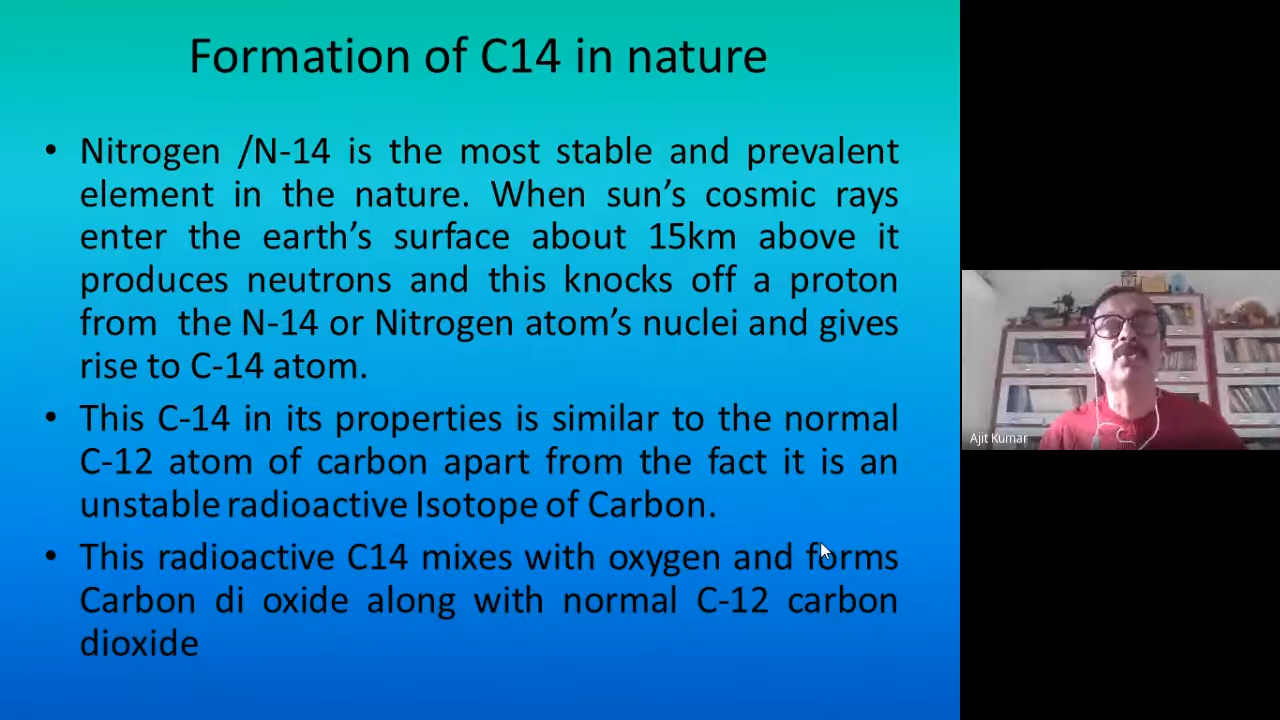 Formation of C14 in nature
• Nitrogen /N-14 is the most stable and prevalent
element in the nature. When sun’s cosmic rays
enter the earth’s surface about 15km above it
produces neutrons and this knocks off a proton
from the N-14 or Nitrogen atom’s nuclei and gives
rise to C-14 atom.
• This C-14 in its properties is similar to the normal
C-12 atom of carbon apart from the fact it is an
unstable radioactive Isotope of Carbon.
• This radioactive C14 mixes with oxygen and forms
Carbon di oxide along with normal C-12 carbon
dioxide
Ajit Kumar